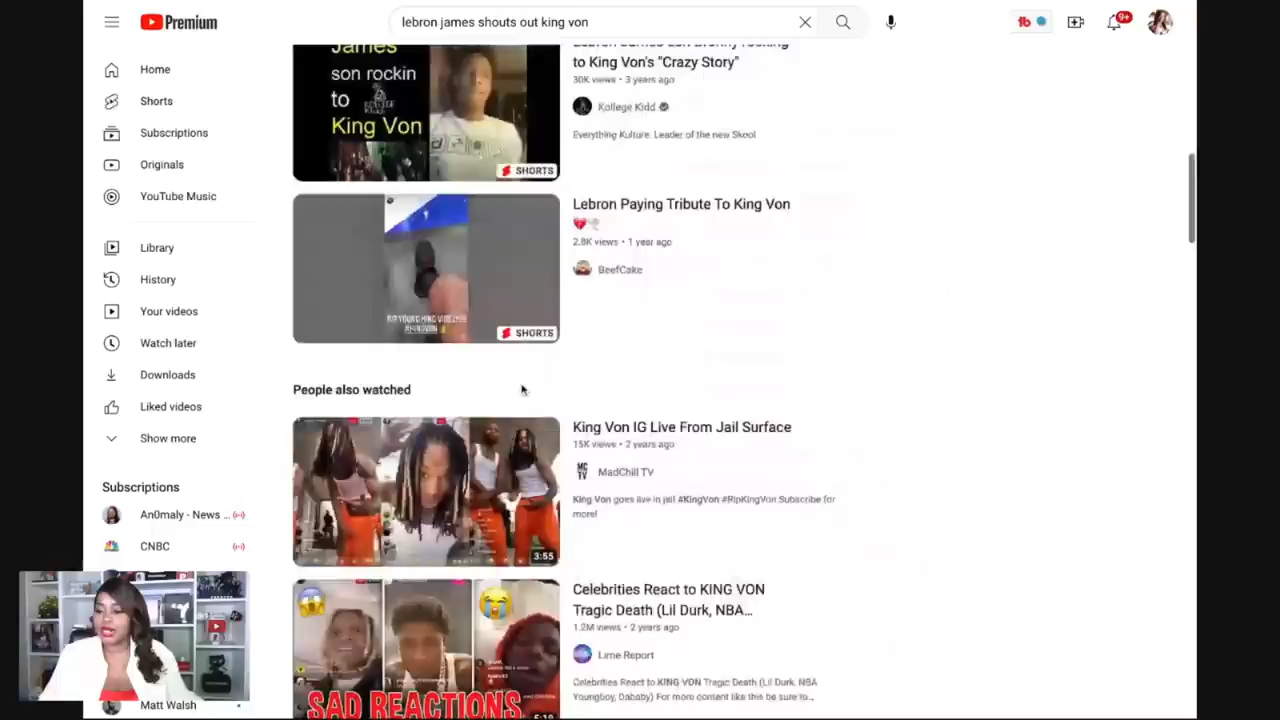 Premium
lebron james shouts out king von
9+
Home
Shorts
Subscriptions
Originals
YouTube Music
Library
History
Your videos
Watch later
Downloads
Liked videos
Show more
Subscriptions
An0maly - News ...
CNBC
Matt Walsh
James
son rockin
to
King Von
SHORTS
to King Von's "Crazy Story"
30K views • 3 years ago
Kollege Kidd
Everything Kulture. Leader of the new Skool
SHORTS
Lebron Paying Tribute To King Von
2.8K views • 1 year ago
BeefCake
People also watched
3:55
King Von IG Live From Jail Surface
15K views • 2 years ago
MC
TV
MadChill TV
King Von goes live in jail #KingVon #RipKingVon Subscribe for
more!
SAD REACTIONS
Celebrities React to KING VON
Tragic Death (Lil Durk, NBA...
1.2M views • 2 years ago
Lime Report
Celebrities React to KING VON Tragic Death (Lil Durk, NBA
Youngboy, Dababy) For more content like this be sure to...